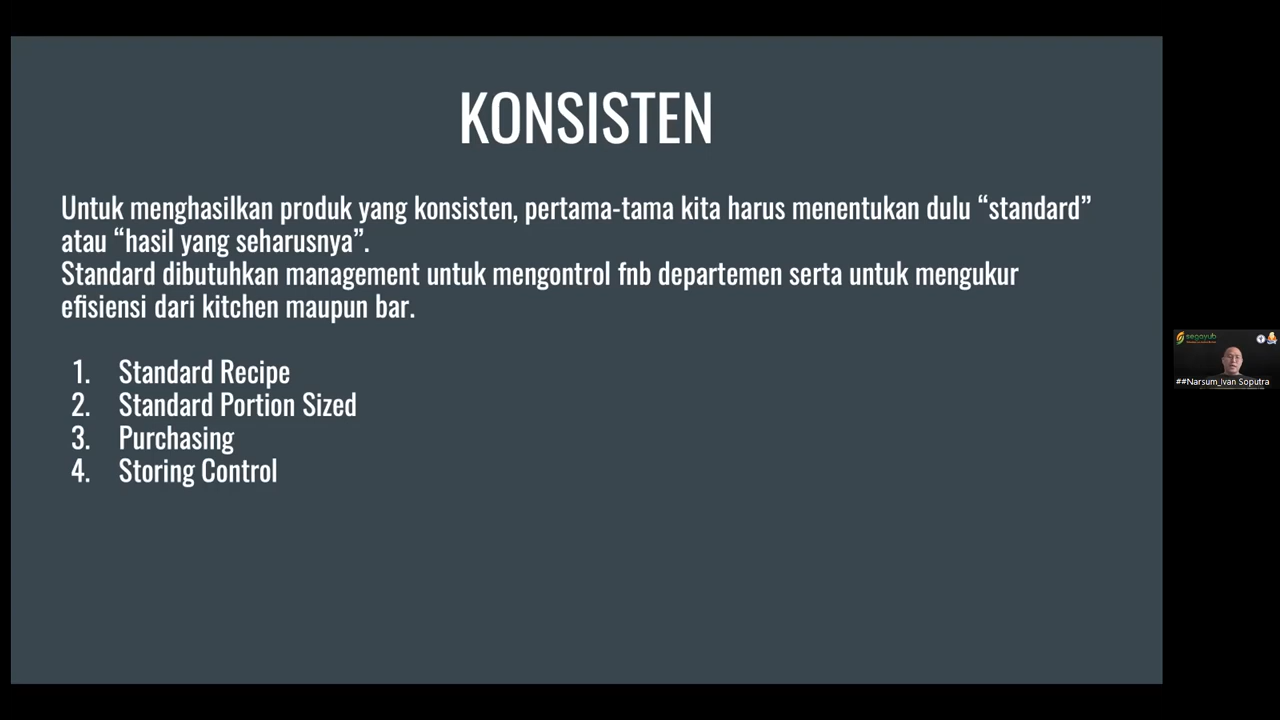 KONSISTEN
Untuk menghasilkan produk yang konsisten, pertama-tama kita harus menentukan dulu “standard”
atau “hasil yang seharusnya”.
Standard dibutuhkan management untuk mengontrol fnb departemen serta untuk mengukur
efisiensi dari kitchen maupun bar.
1. Standard Recipe
2. Standard Portion Sized
3. Purchasing
4. Storing Control
segayub
##Narsum_Ivan Soputra